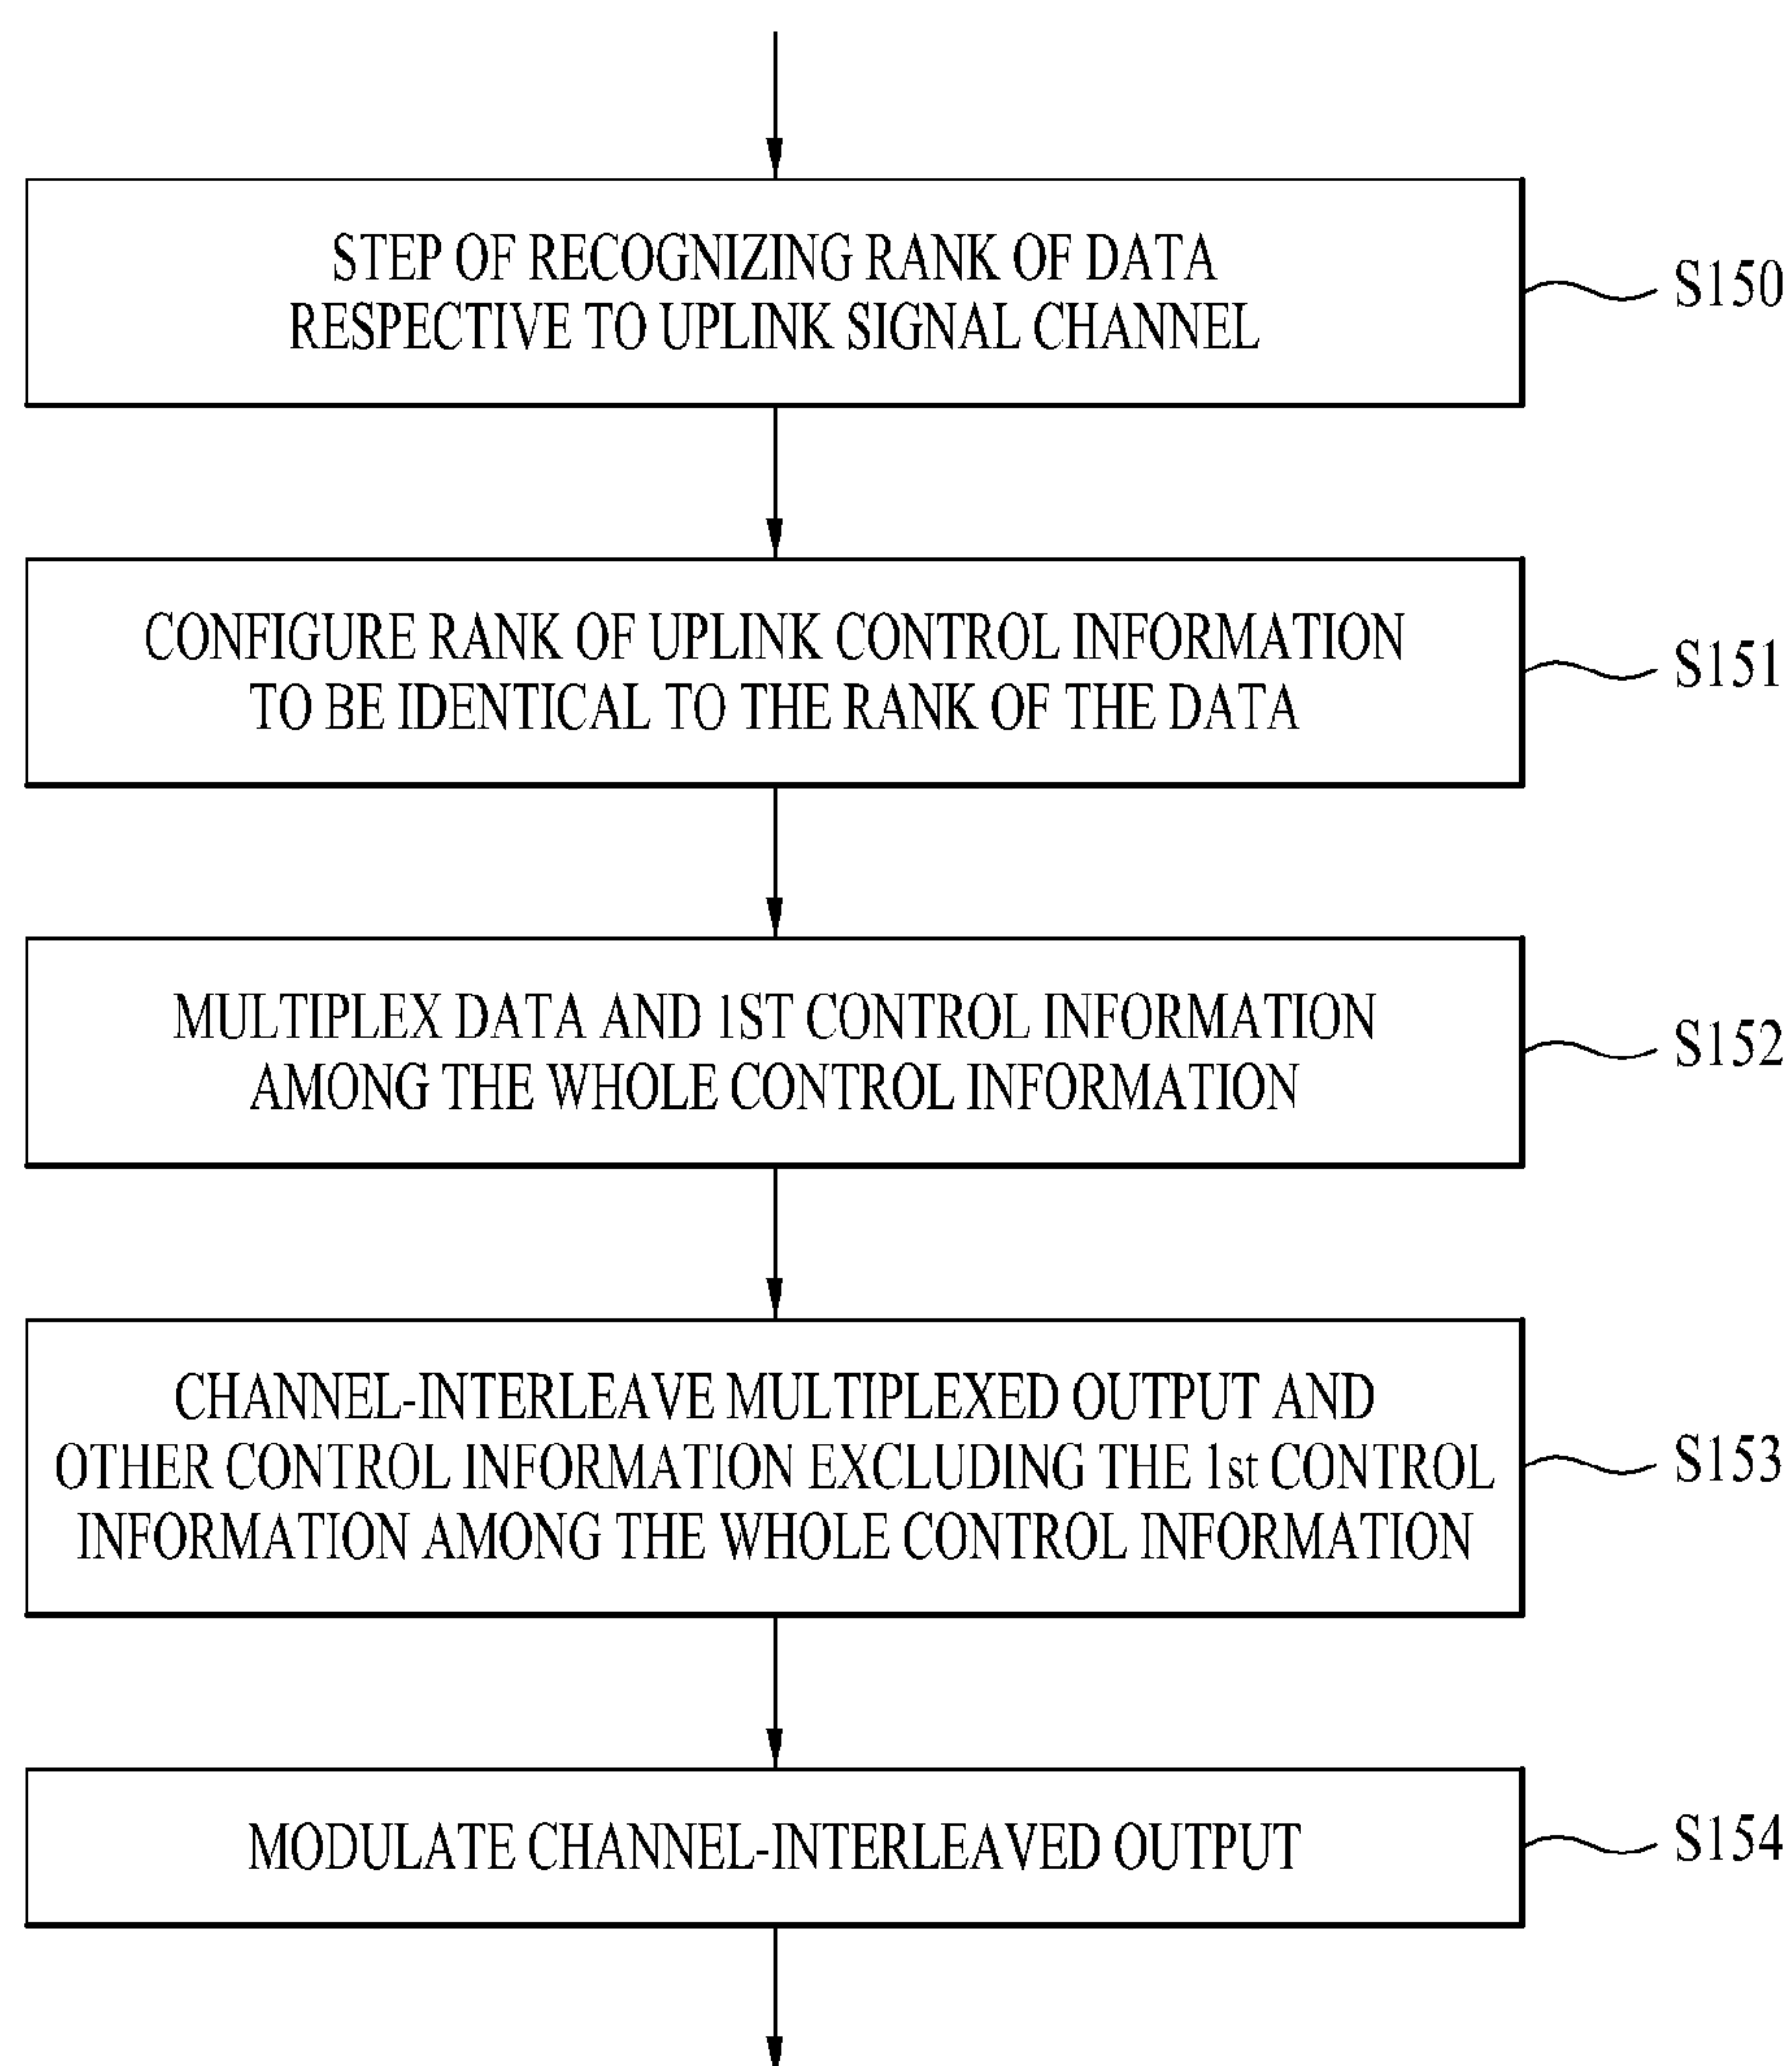 STEP OF RECOGNIZING RANK OF DATA
RESPECTIVE TO UPLINK SIGNAL CHANNEL
S150
CONFIGURE RANK OF UPLINK CONTROL INFORMATION
TO BE IDENTICAL TO THE RANK OF THE DATA
S151
MULTIPLEX DATA AND 1ST CONTROL INFORMATION
AMONG THE WHOLE CONTROL INFORMATION
S152
CHANNEL-INTERLEAVE MULTIPLEXED OUTPUT AND
OTHER CONTROL INFORMATION EXCLUDING THE 1st CONTROL
INFORMATION AMONG THE WHOLE CONTROL INFORMATION
S153
MODULATE CHANNEL-INTERLEAVED OUTPUT
S154